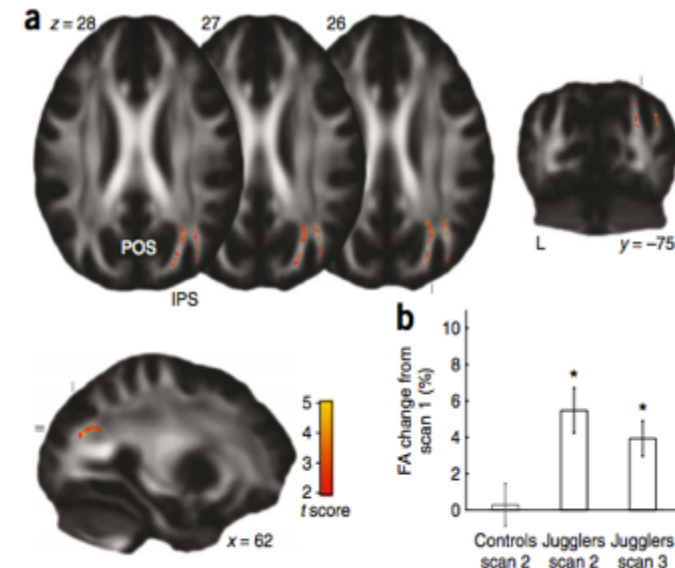 a
z = 28
27
26
POS
IPS
L
y = –75
x = 62
5
4
3
2
t score
b
FA change from
scan 1 (%)
10
8
6
4
2
0
*
*
Controls Jugglers Jugglers
scan 2 scan 2 scan 3